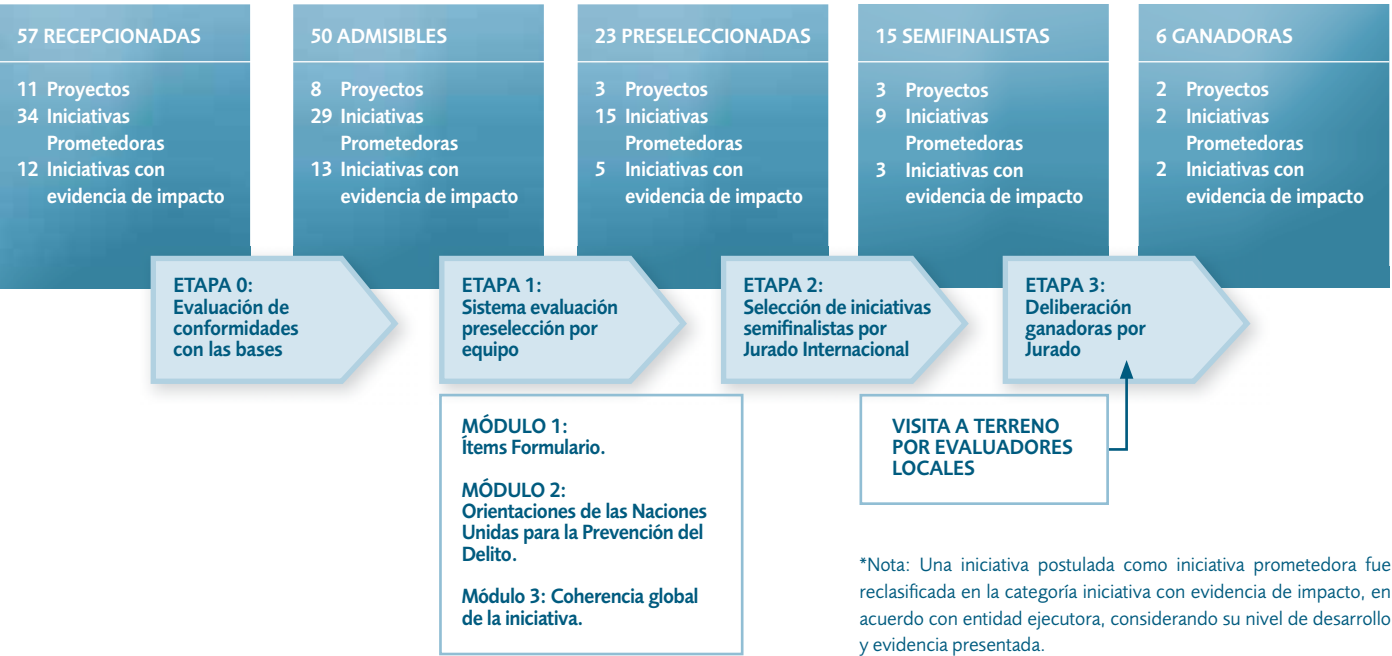 57 RECEPCIONADAS
11 Proyectos
34 Iniciativas
Prometedoras
12 Iniciativas con
evidencia de impacto
50 ADMISIBLES
8 Proyectos
29 Iniciativas
Prometedoras
13 Iniciativas con
evidencia de impacto
23 PRESELECCIONADAS
3 Proyectos
15 Iniciativas
Prometedoras
5 Iniciativas con
evidencia de impacto
15 SEMIFINALISTAS
3 Proyectos
9 Iniciativas
Prometedoras
3 Iniciativas con
evidencia de impacto
6 GANADORAS
2 Proyectos
2 Iniciativas
Prometedoras
2 Iniciativas con
evidencia de impacto
ETAPA 0:
Evaluación de
conformidades
con las bases
ETAPA 1:
Sistema evaluación
preselección por
equipo
ETAPA 2:
Selección de iniciativas
semifinalistas por
Jurado Internacional
ETAPA 3:
Deliberación
ganadoras por
Jurado
MÓDULO 1:
Ítems Formulario.
MÓDULO 2:
Orientaciones de las Naciones
Unidas para la Prevención del
Delito.
Módulo 3: Coherencia global
de la iniciativa.
VISITA A TERRENO
POR EVALUADORES
LOCALES
*Nota: Una iniciativa postulada como iniciativa prometedora fue
reclasificada en la categoría iniciativa con evidencia de impacto, en
acuerdo con entidad ejecutora, considerando su nivel de desarrollo
y evidencia presentada.